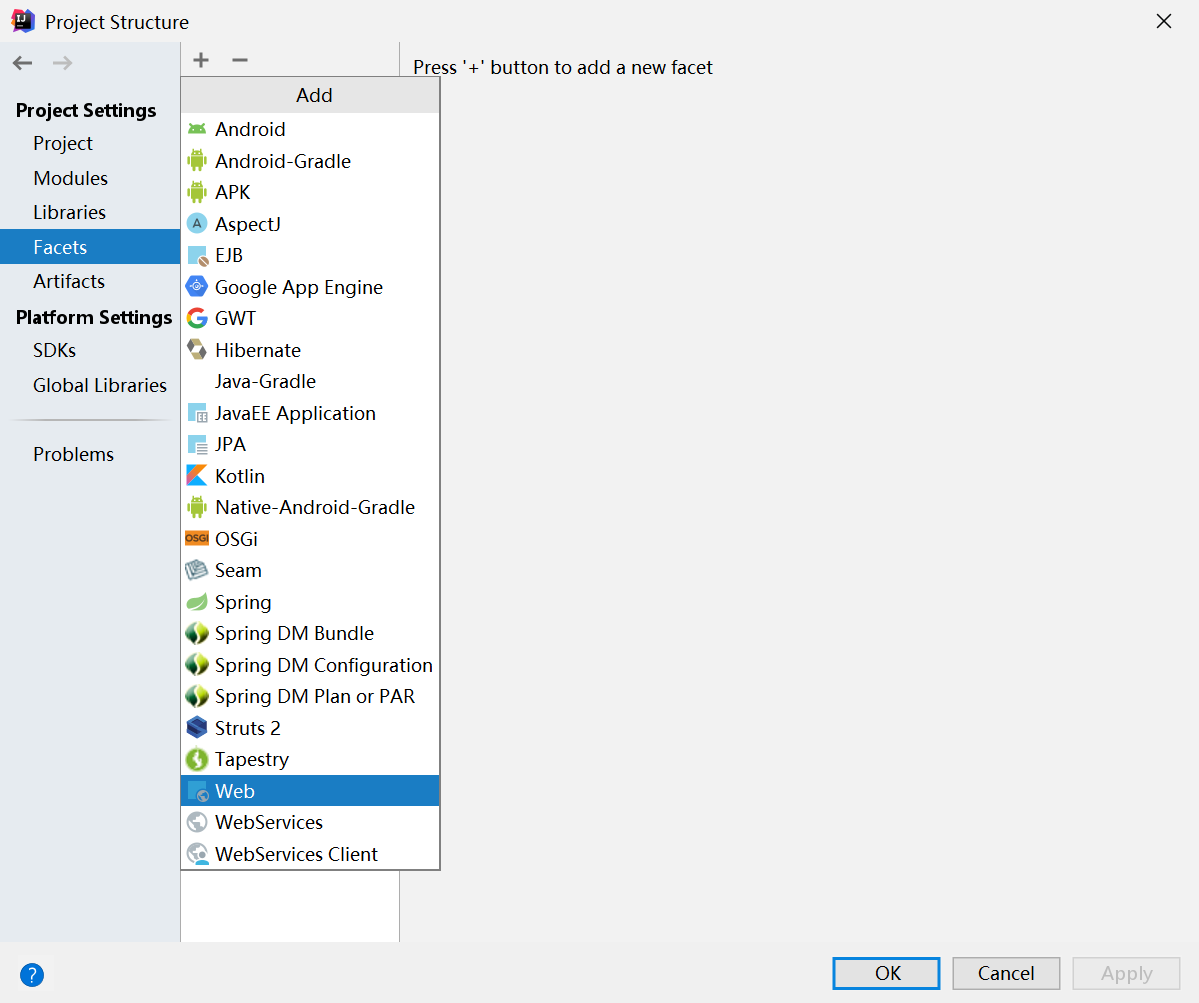 Project Structure
Press '+' button to add a new facet
Project Settings
Project
Modules
Libraries
Facets
Artifacts
Platform Settings
SDKs
Global Libraries
Problems
Add
Android
Android-Gradle
APK
AspectJ
EJB
Google App Engine
GWT
Hibernate
Java-Gradle
JavaEE Application
JPA
Kotlin
Native-Android-Gradle
OSGi
Seam
Spring
Spring DM Bundle
Spring DM Configuration
Spring DM Plan or PAR
Struts 2
Tapestry
Web
WebServices
WebServices Client
?
OK
Cancel
Apply